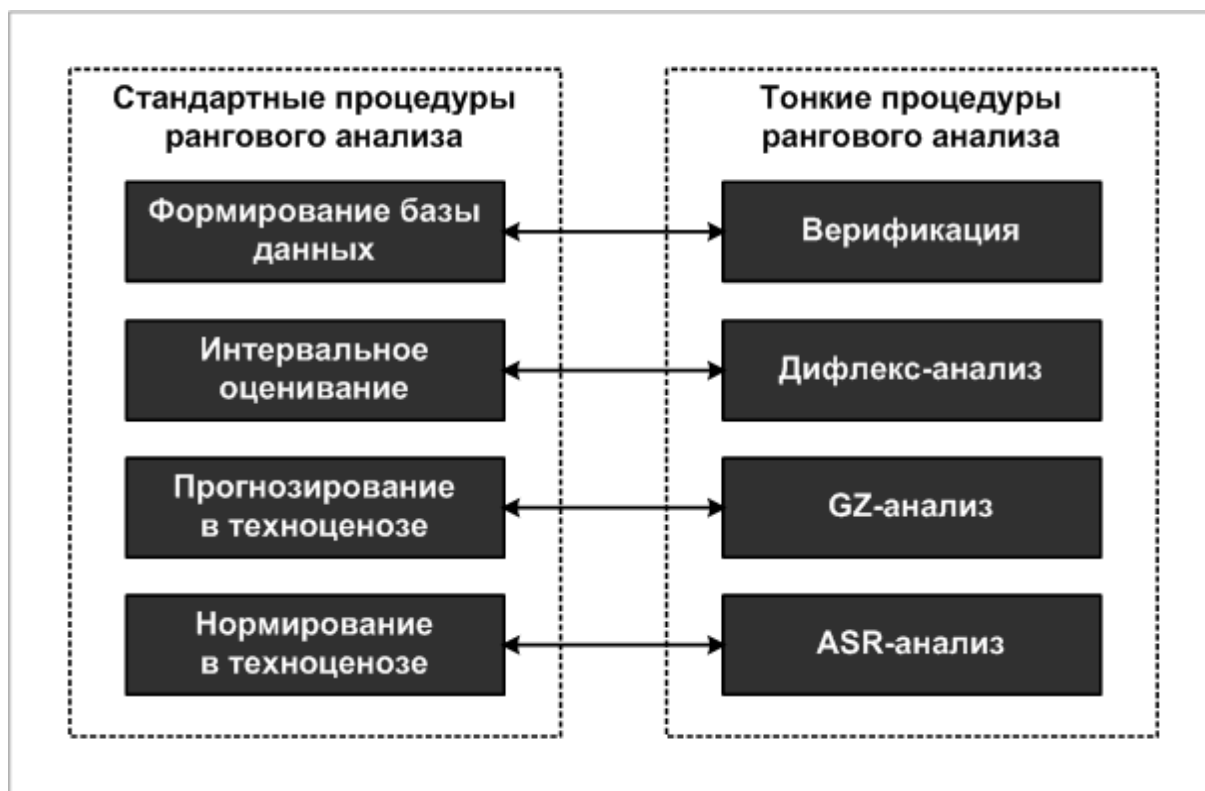 Стандартные процедуры
рангового анализа
Формирование базы
данных
Интервальное
оценивание
Прогнозирование
в техноценозе
Нормирование
в техноценозе
Тонкие процедуры
рангового анализа
Верификация
Дифлекс-анализ
GZ-анализ
ASR-анализ